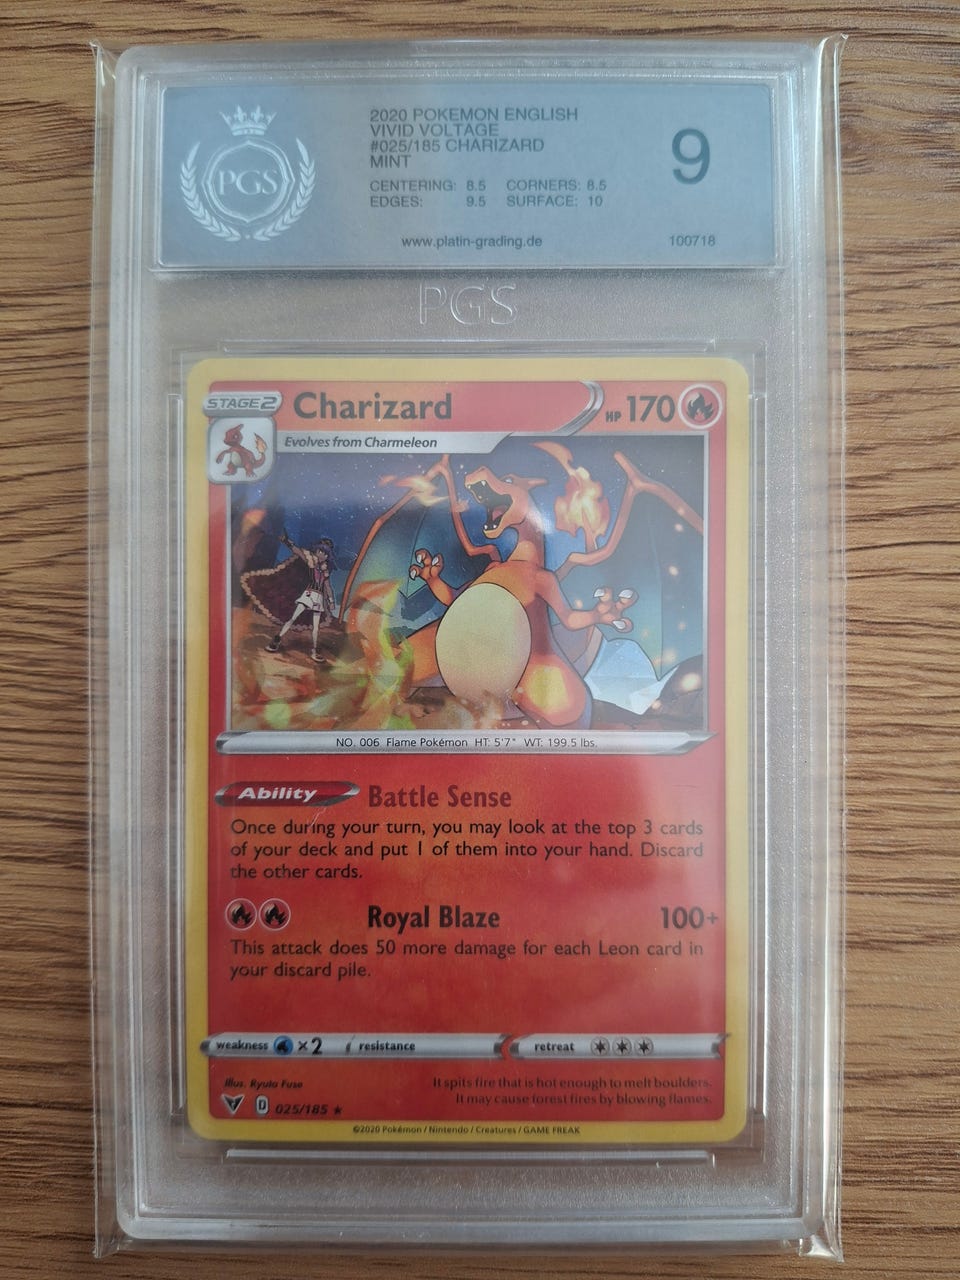 PGS
2020 POKEMON ENGLISH
VIVID VOLTAGE
#025/185 CHARIZARD
MINT
CENTERING: 8.5 CORNERS: 8.5
EDGES: 9.5 SURFACE: 10
9
www.platin-grading.de
100718
PGS
STAGE 2
Charizard
HP 170
Evolves from Charmeleon
NO. 006 Flame Pokémon HT: 5'7" WT: 199.5 lbs.
Ability Battle Sense
Once during your turn, you may look at the top 3 cards
of your deck and put 1 of them into your hand. Discard
the other cards.
Royal Blaze 100+
This attack does 50 more damage for each Leon card in
your discard pile.
weakness ×2 resistance retreat
Illus. Ryuta Fuse
It spits fire that is hot enough to melt boulders.
It may cause forest fires by blowing flames.
D 025/185 ★
©2020 Pokémon / Nintendo / Creatures / GAME FREAK